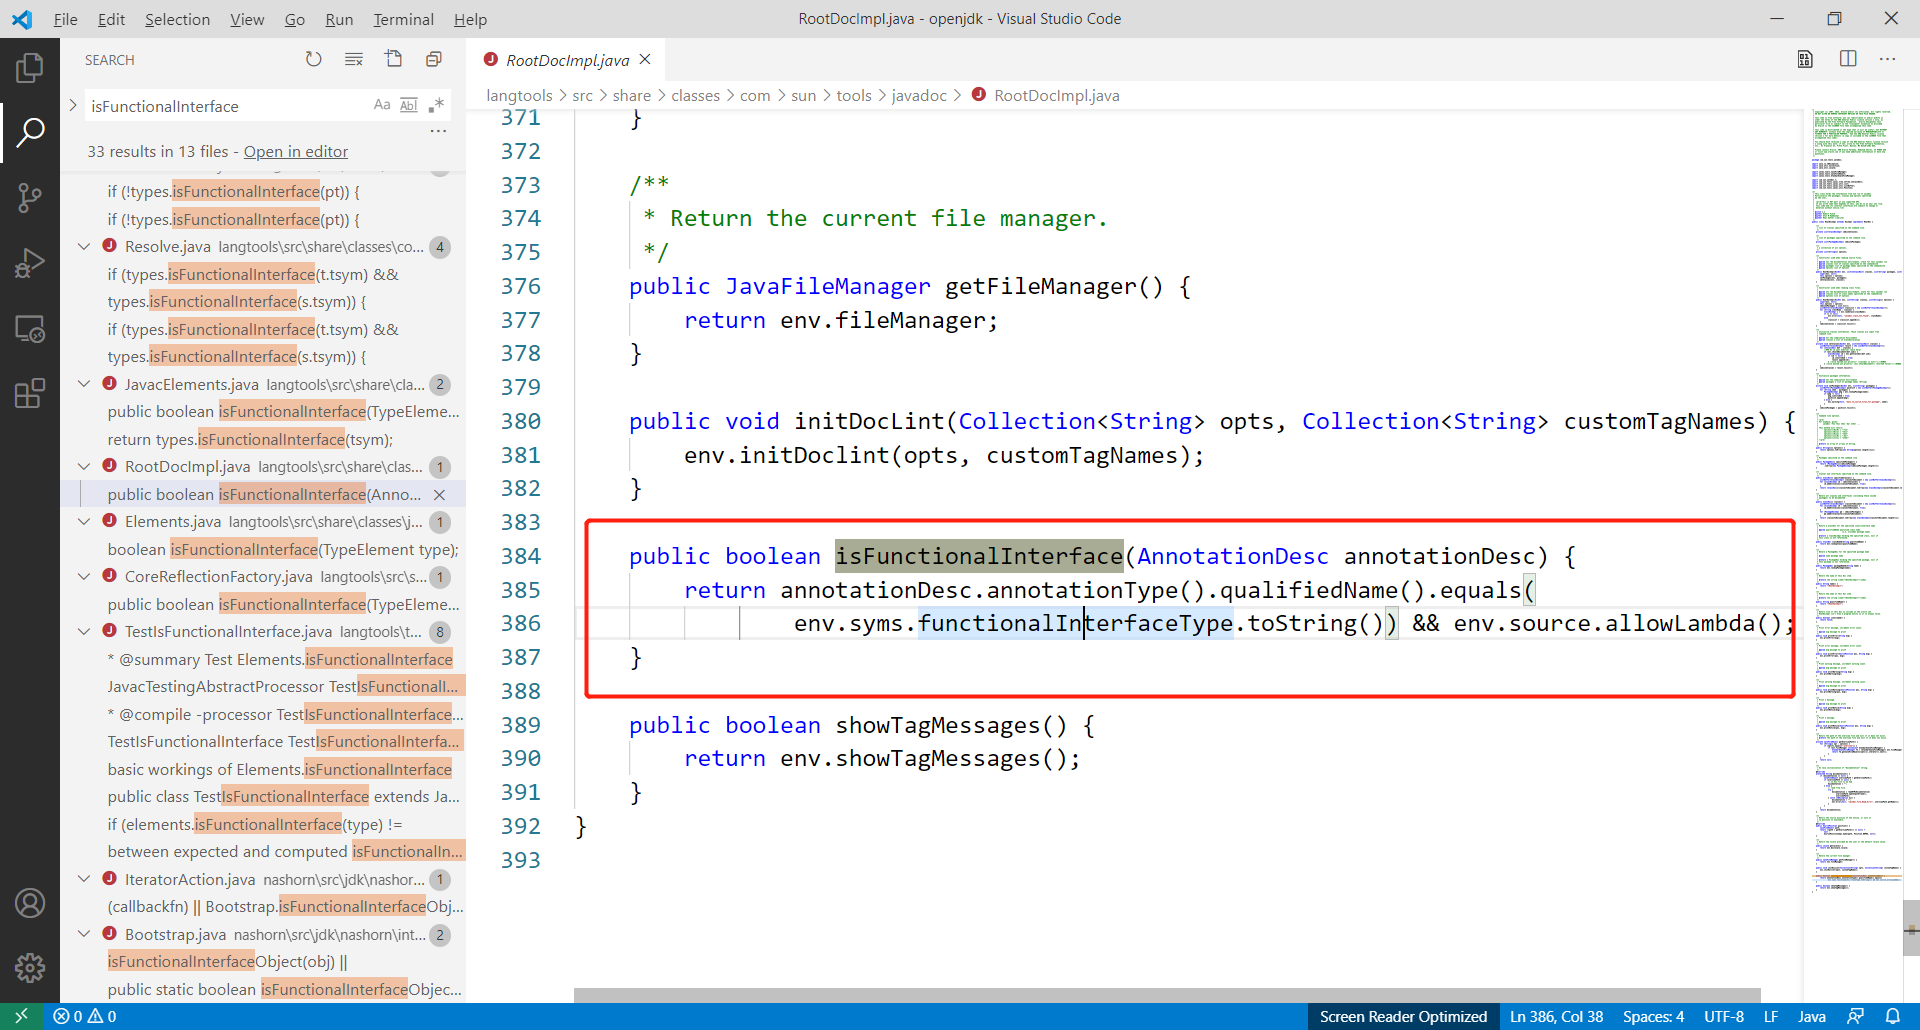 File Edit Selection View Go Run Terminal Help
RootDocImpl.java - openjdk - Visual Studio Code
SEARCH
isFunctionalInterface
Aa Abl .*
33 results in 13 files - Open in editor
if (!types.isFunctionalInterface(pt)) {
if (!types.isFunctionalInterface(pt)) {
Resolve.java langtools\src\share\classes\co... 4
if (types.isFunctionalInterface(t.tsym) &&
types.isFunctionalInterface(s.tsym)) {
if (types.isFunctionalInterface(t.tsym) &&
types.isFunctionalInterface(s.tsym)) {
JavacElements.java langtools\src\share\cla... 2
public boolean isFunctionalInterface(TypeEleme...
return types.isFunctionalInterface(tsym);
RootDocImpl.java langtools\src\share\clas... 1
public boolean isFunctionalInterface(Anno...
Elements.java langtools\src\share\classes\j... 1
boolean isFunctionalInterface(TypeElement type);
CoreReflectionFactory.java langtools\src\s... 1
public boolean isFunctionalInterface(TypeEleme...
TestIsFunctionalInterface.java langtools\t... 8
* @summary Test Elements.isFunctionalInterface
JavacTestingAbstractProcessor TestIsFunctionalI...
* @compile -processor TestIsFunctionalInterface...
TestIsFunctionalInterface TestIsFunctionalInterfa...
basic workings of Elements.isFunctionalInterface
public class TestIsFunctionalInterface extends Ja...
if (elements.isFunctionalInterface(type) !=
between expected and computed isFunctionalIn...
IteratorAction.java nashorn\src\jdk\nashor... 1
(callbackfn) || Bootstrap.isFunctionalInterfaceObj...
Bootstrap.java nashorn\src\jdk\nashorn\int... 2
isFunctionalInterfaceObject(obj) ||
public static boolean isFunctionalInterfaceObjec...
RootDocImpl.java
langtools > src > share > classes > com > sun > tools > javadoc > RootDocImpl.java
371 }
372
373 /**
374 * Return the current file manager.
375 */
376 public JavaFileManager getFileManager() {
377 return env.fileManager;
378 }
379
380 public void initDocLint(Collection<String> opts, Collection<String> customTagNames) {
381 env.initDoclint(opts, customTagNames);
382 }
383
384 public boolean isFunctionalInterface(AnnotationDesc annotationDesc) {
385 return annotationDesc.annotationType().qualifiedName().equals(
386 env.syms.functionalInterfaceType.toString()) && env.source.allowLambda();
387 }
388
389 public boolean showTagMessages() {
390 return env.showTagMessages();
391 }
392 }
393
0 0
Screen Reader Optimized Ln 386, Col 38 Spaces: 4 UTF-8 LF Java